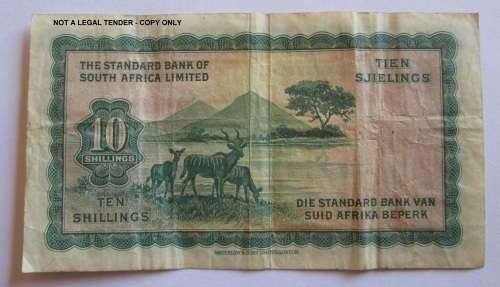 NOT A LEGAL TENDER - COPY ONLY
THE STANDARD BANK OF
SOUTH AFRICA LIMITED
TIEN
SJIELINGS
10
SHILLINGS
TEN
SHILLINGS
DIE STANDARD BANK VAN
SUID AFRIKA BEPERK